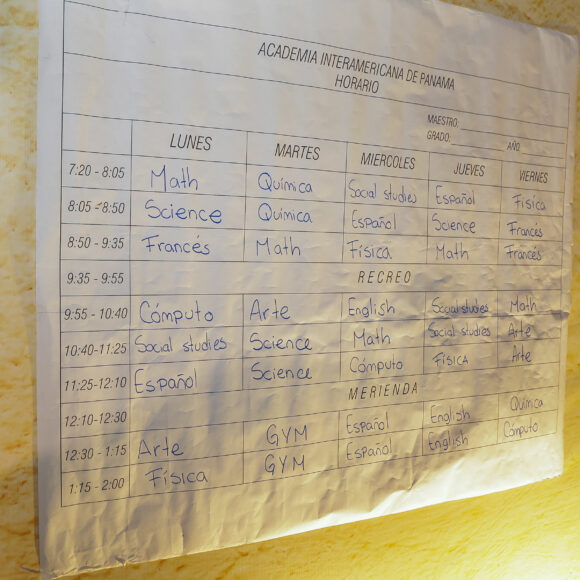 ACADEMIA INTERAMERICANA DE PANAMA
HORARIO
MAESTRO:
GRADO: AÑO
LUNES MARTES MIERCOLES JUEVES VIERNES
7:20 - 8:05 Math Química Social studies Español Física
8:05 - 8:50 Science Química Español Science Francés
8:50 - 9:35 Francés Math Física Math Francés
9:35 - 9:55 RECREO
9:55 - 10:40 Cómputo Arte English Social studies Math
10:40-11:25 Social studies Science Math Social studies Arte
11:25-12:10 Español Science Cómputo FÍSICA Arte
12:10-12:30 MERIENDA
12:30 - 1:15 Arte GYM Español English Química
1:15 - 2:00 Física GYM Español English Cómputo